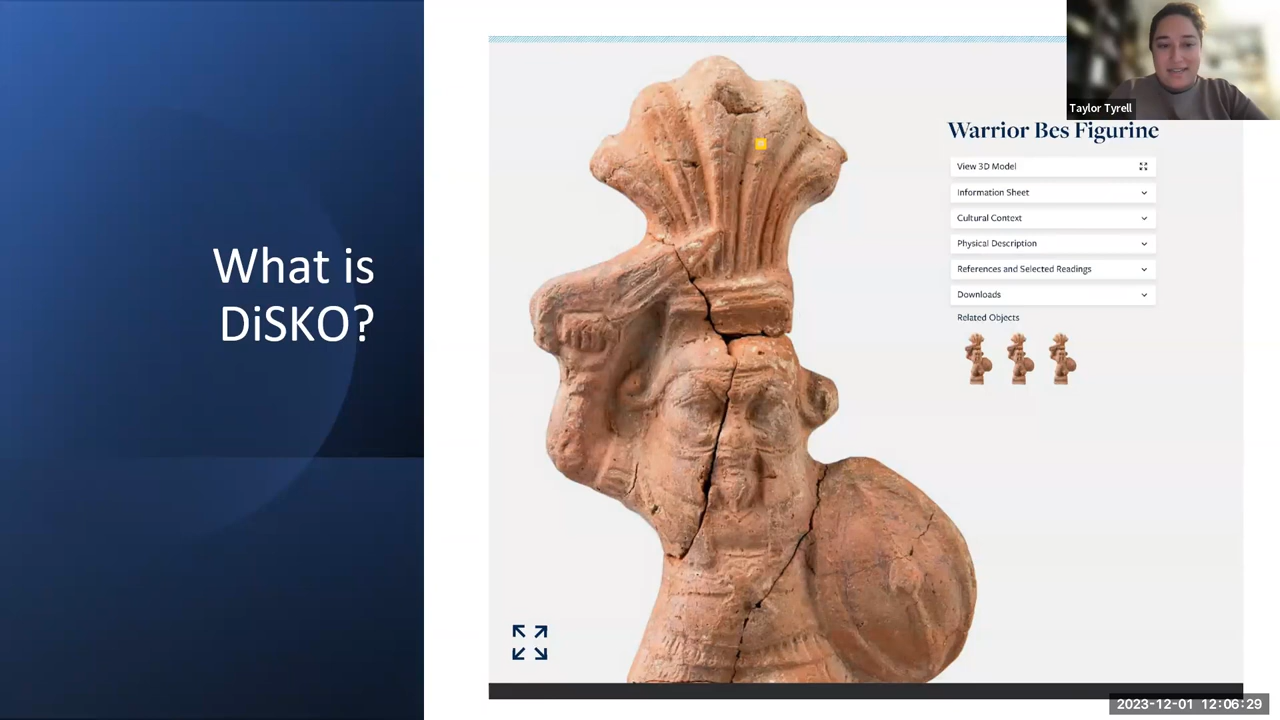 What is
DiSKO?
Taylor Tyrell
Warrior Bes Figurine
View 3D Model
Information Sheet
Cultural Context
Physical Description
References and Selected Readings
Downloads
Related Objects
2023-12-01 12:06:29